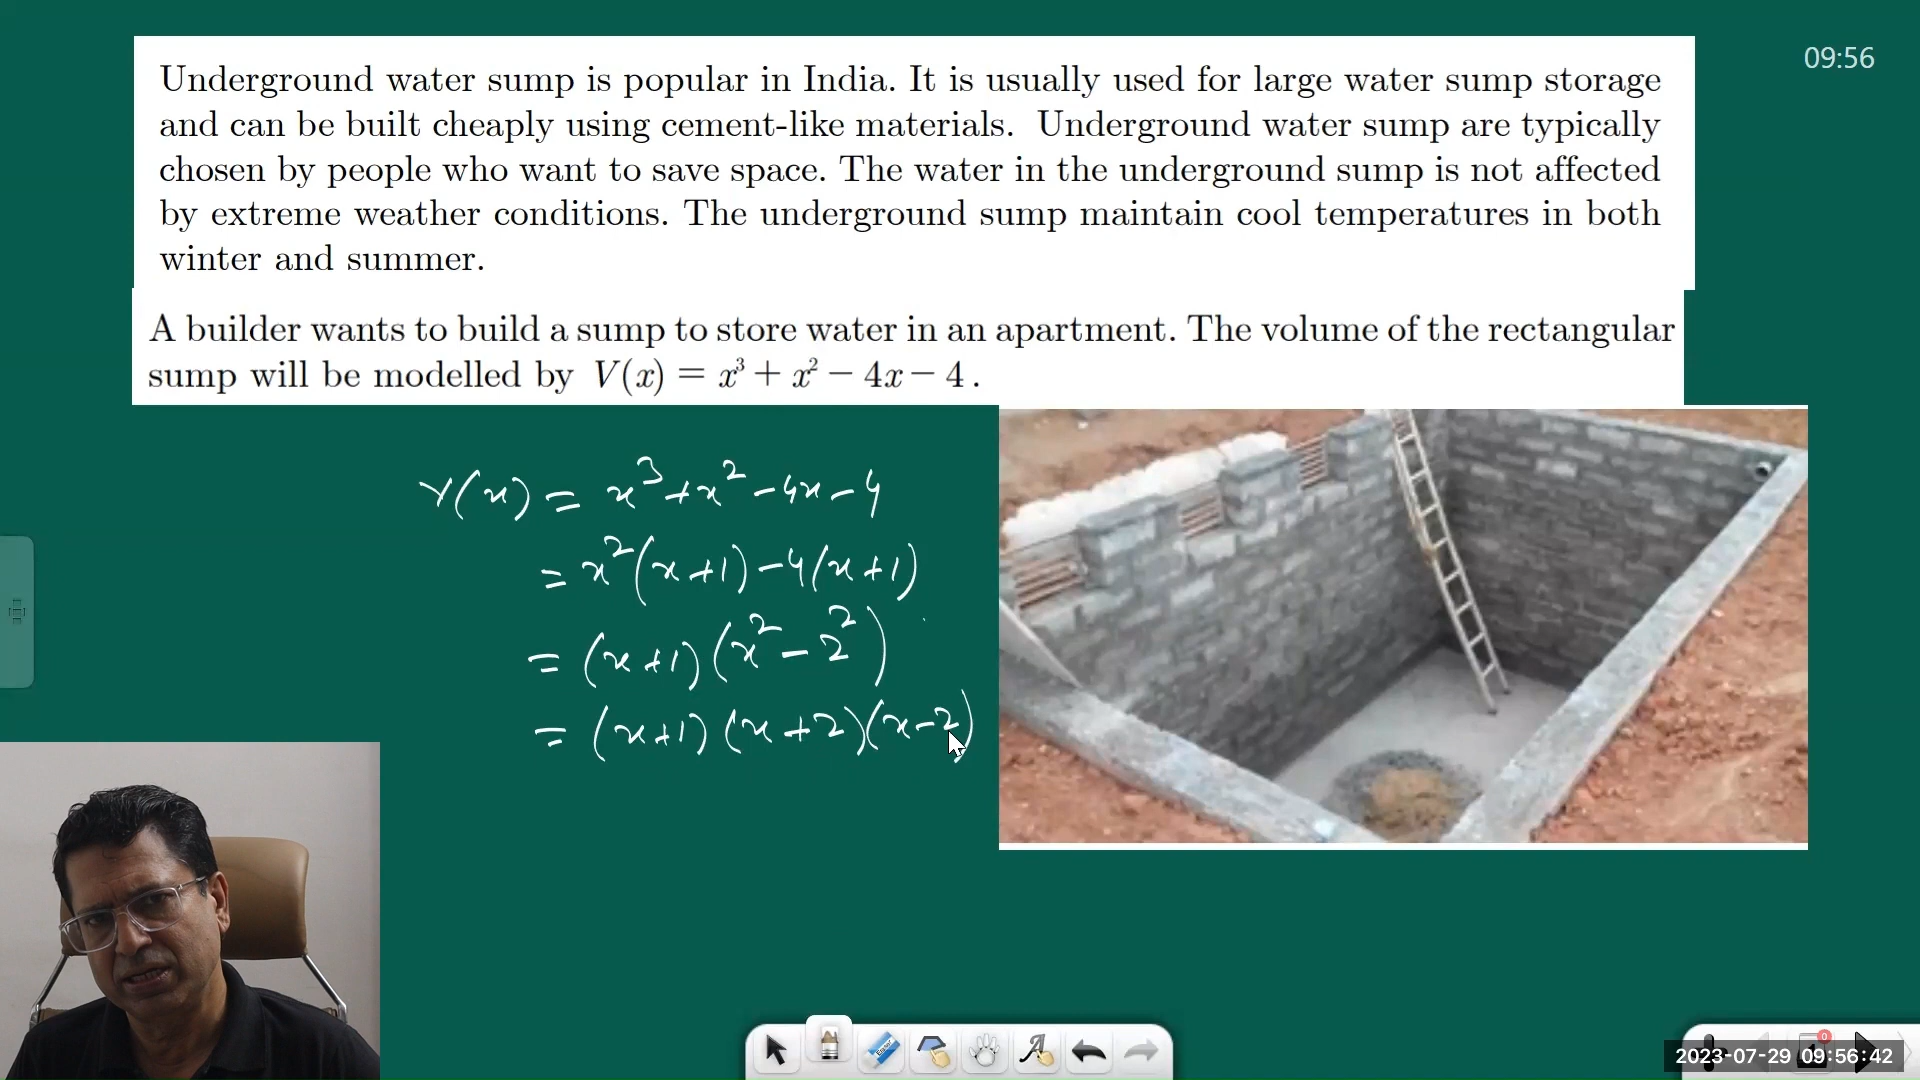 09:56
Underground water sump is popular in India. It is usually used for large water sump storage
and can be built cheaply using cement-like materials. Underground water sump are typically
chosen by people who want to save space. The water in the underground sump is not affected
by extreme weather conditions. The underground sump maintain cool temperatures in both
winter and summer.
A builder wants to build a sump to store water in an apartment. The volume of the rectangular
sump will be modelled by V(x) = x³ + x² − 4x − 4.
V(x) = x³ + x² − 4x − 4
= x²(x+1) − 4(x+1)
= (x+1)(x² − 2²)
= (x+1)(x+2)(x−2)
2023-07-29 09:56:42